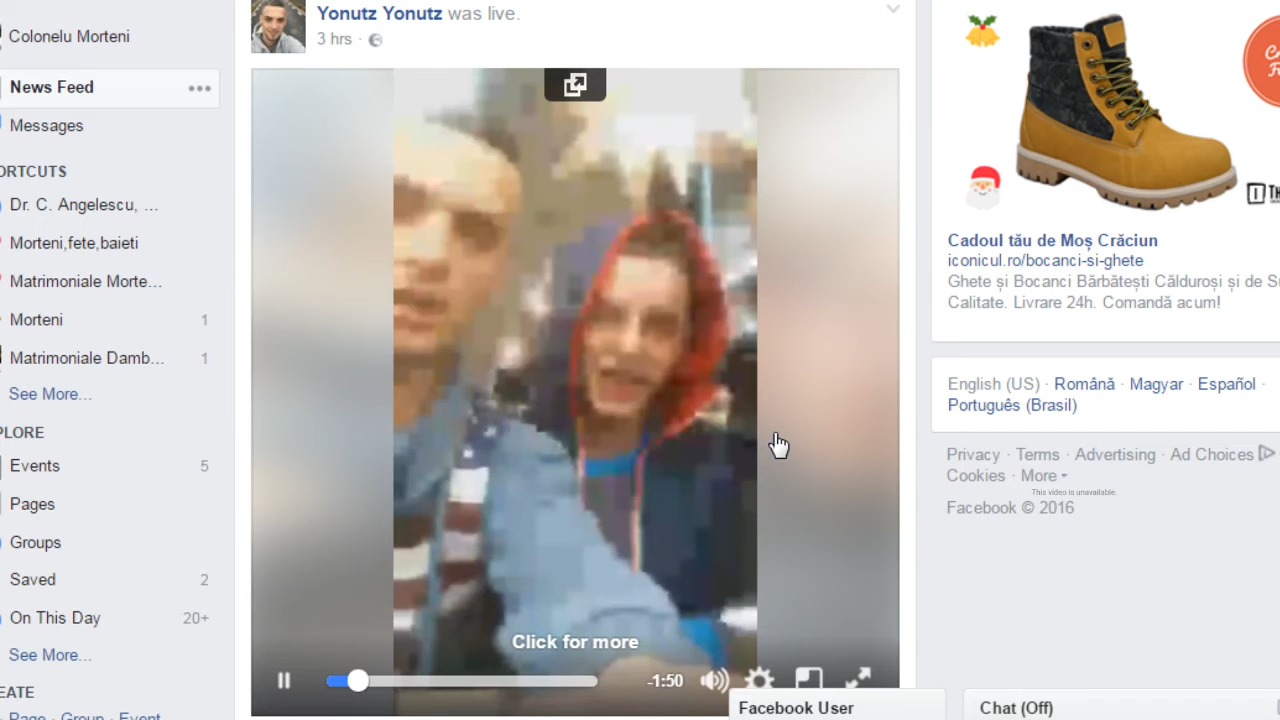 Colonelu Morteni
News Feed
Messages
ORTCUTS
Dr. C. Angelescu, ...
Morteni,fete,baieti
Matrimoniale Morte...
Morteni 1
Matrimoniale Damb... 1
See More...
PLORE
Events 5
Pages
Groups
Saved 2
On This Day 20+
See More...
EATE
Page · Group · Event
Yonutz Yonutz was live.
3 hrs ·
Click for more
-1:50
Facebook User
Chat (Off)
Cadoul tău de Moș Crăciun
iconicul.ro/bocanci-si-ghete
Ghete și Bocanci Bărbătești Călduroși și de Su
Calitate. Livrare 24h. Comandă acum!
English (US) · Română · Magyar · Español ·
Português (Brasil)
Privacy · Terms · Advertising · Ad Choices
Cookies · More
This video is unavailable.
Facebook © 2016